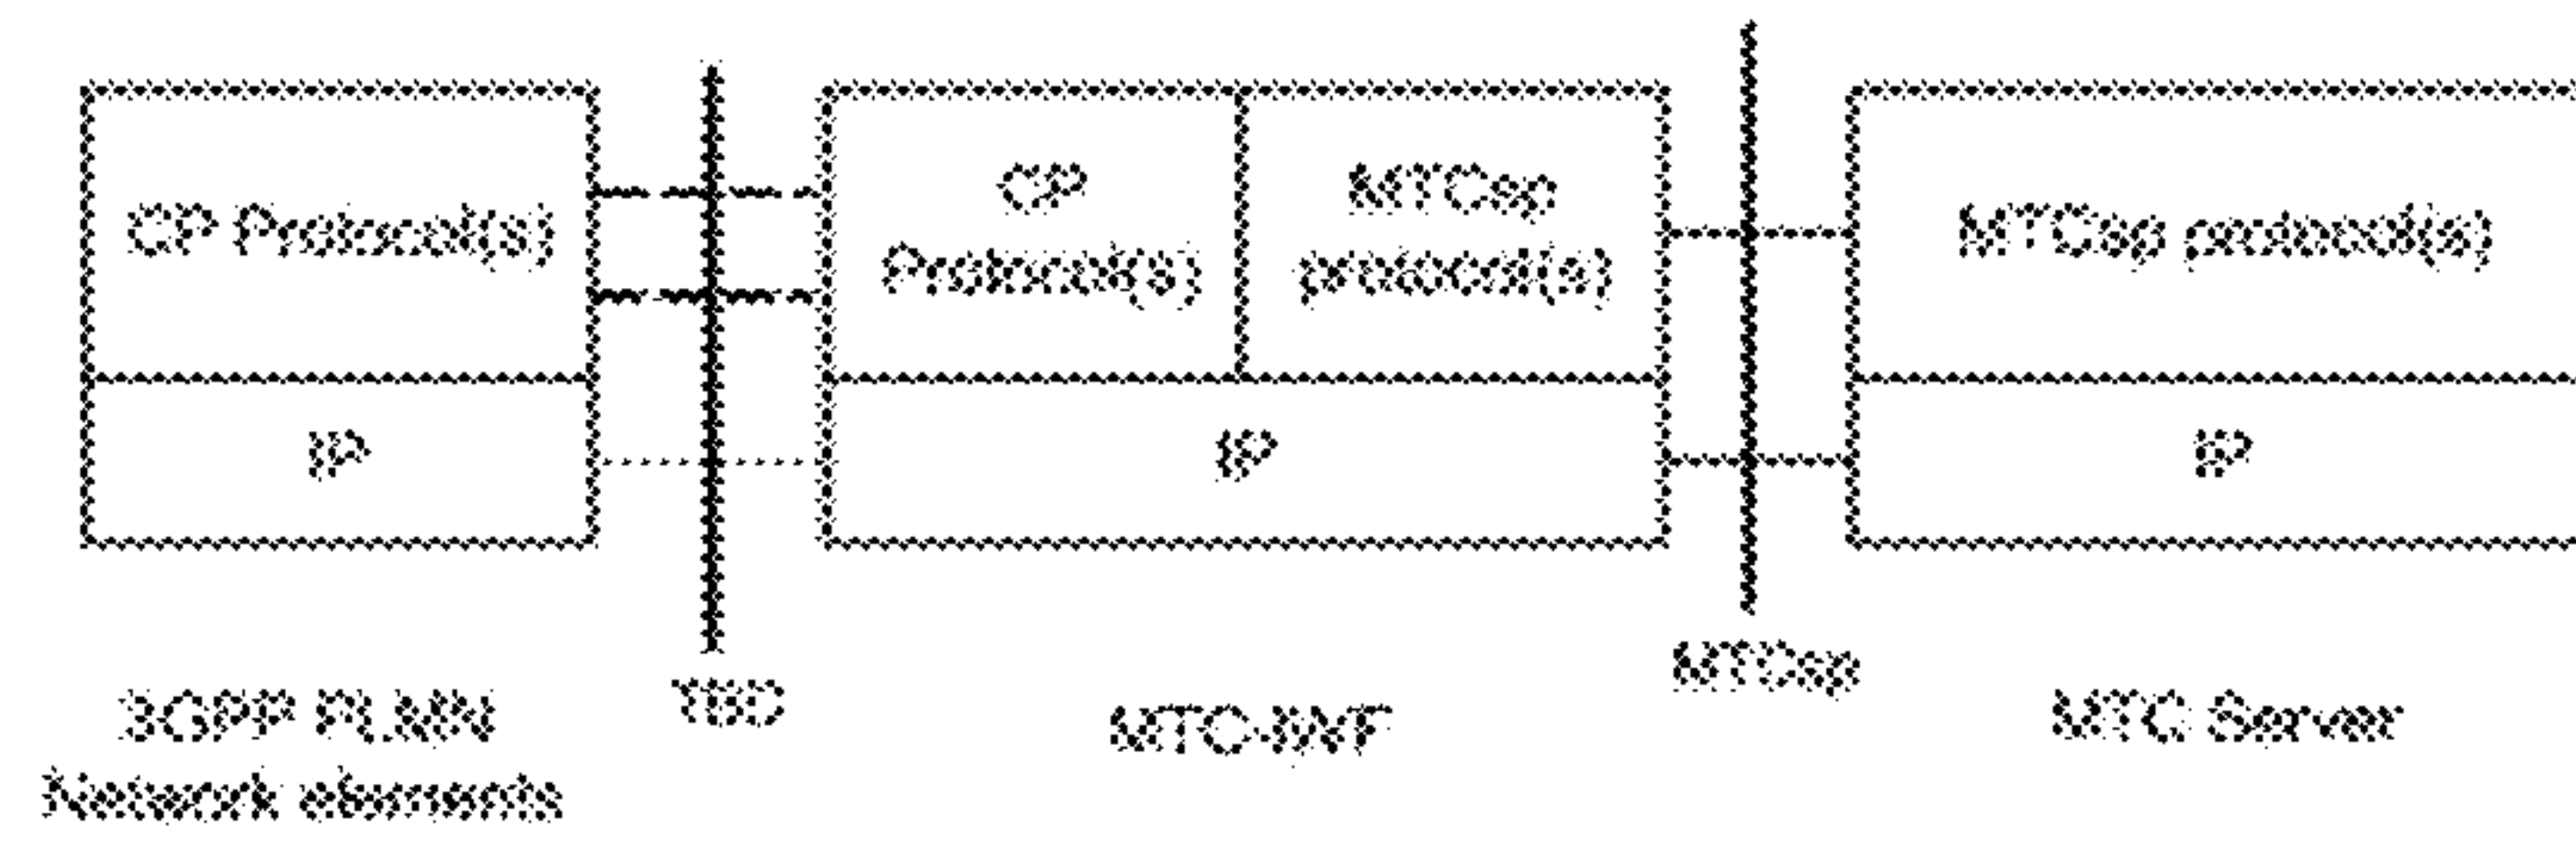 CP Protocol(s)
CP
Protocol(s)
MTCsp
protocol(s)
MTCsp protocol(s)
IP
IP
IP
3GPP PLMN
Network elements
TBD
MTC-IWF
MTCsp
MTC Server